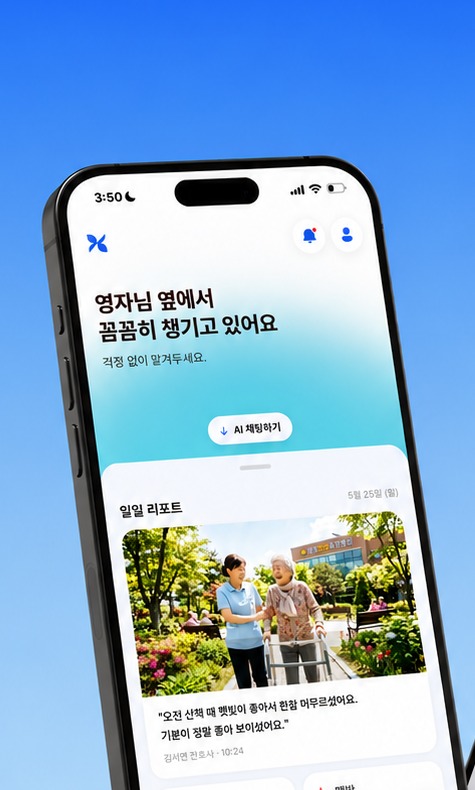 3:50
영자님 옆에서
꼼꼼히 챙기고 있어요
걱정 없이 맡겨두세요.
AI 채팅하기
일일 리포트
5월 25일 (월)
"오전 산책 때 햇빛이 좋아서 한참 머무르셨어요.
기분이 정말 좋아 보이셨어요."
김서면 간호사 · 10:24